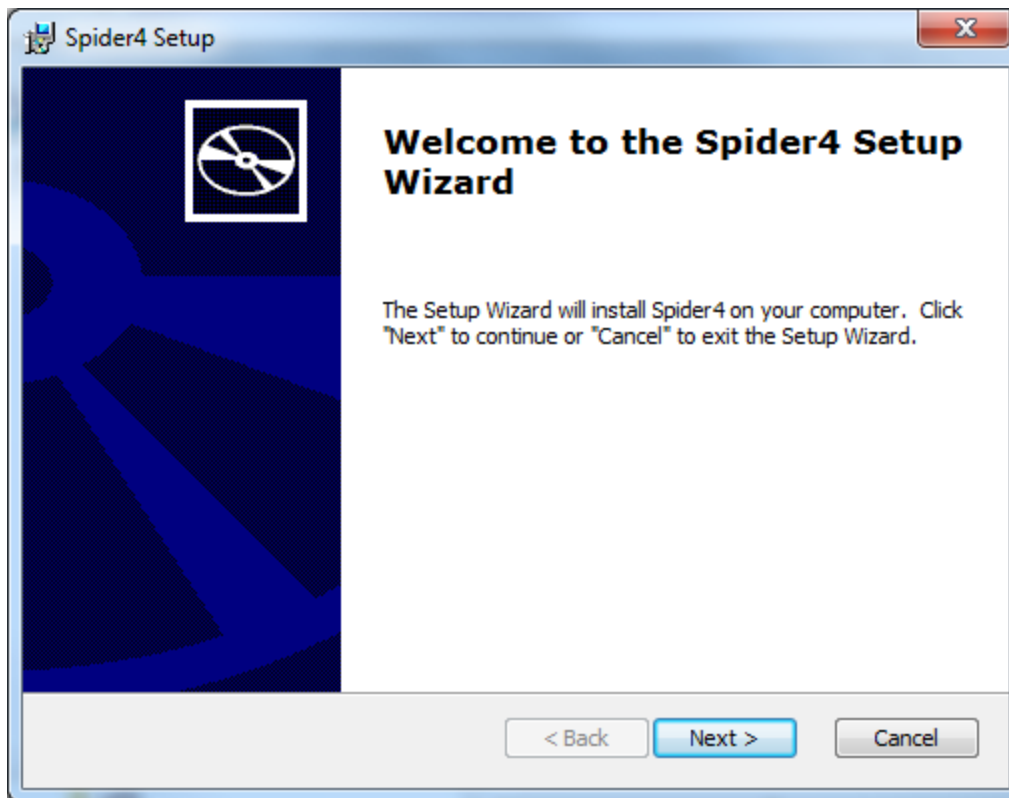 Spider4 Setup
Welcome to the Spider4 Setup
Wizard
The Setup Wizard will install Spider4 on your computer.  Click
"Next" to continue or "Cancel" to exit the Setup Wizard.
< Back
Next >
Cancel